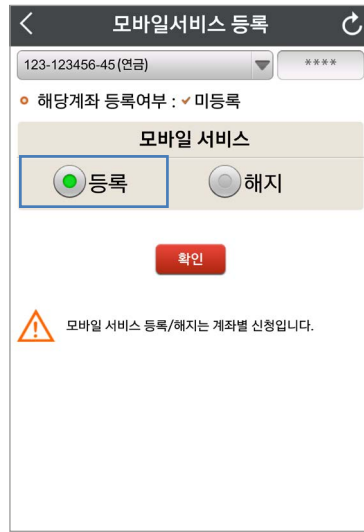 모바일서비스 등록
123-123456-45 (연금) ****
해당계좌 등록여부 : ✔ 미등록
모바일 서비스
등록 해지
확인
모바일 서비스 등록/해지는 계좌별 신청입니다.